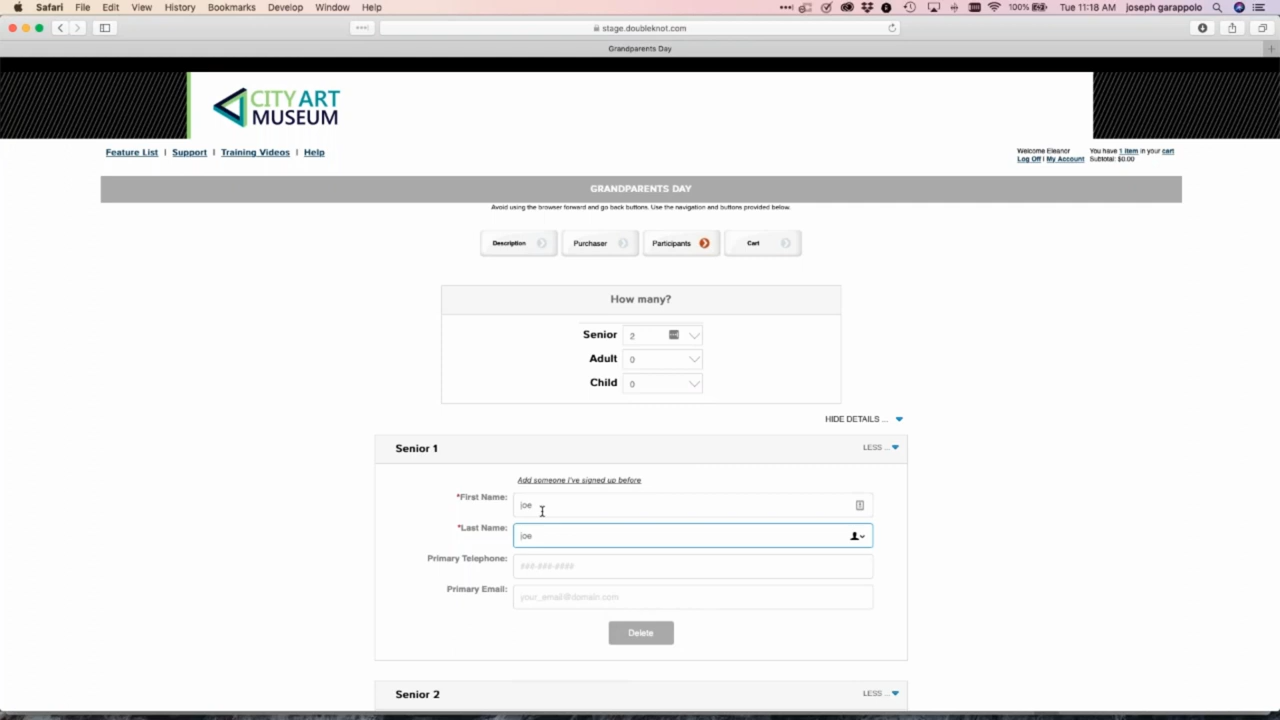 Safari File Edit View History Bookmarks Develop Window Help 100% Tue 11:18 AM joseph garappolo
stage.doubleknot.com
Grandparents Day
CITY ART
MUSEUM
Feature List | Support | Training Videos | Help
Welcome Eleanor You have 1 item in your cart
Log Off | My Account Subtotal: $0.00
GRANDPARENTS DAY
Avoid using the browser forward and go back buttons. Use the navigation and buttons provided below.
Description Purchaser Participants Cart
How many?
Senior 2
Adult 0
Child 0
HIDE DETAILS ...
Senior 1 LESS ...
Add someone I've signed up before
*First Name: joe
*Last Name: joe
Primary Telephone: ###-###-####
Primary Email: your_email@domain.com
Delete
Senior 2 LESS ...